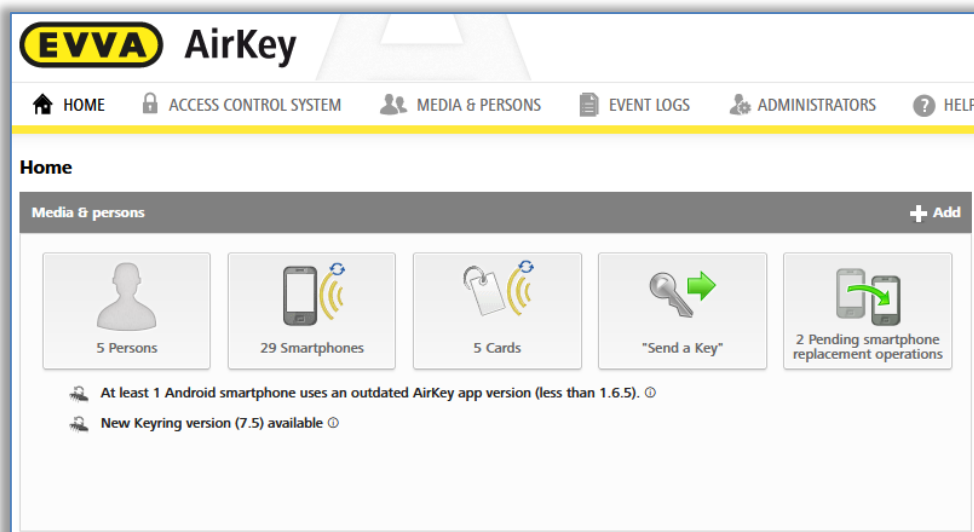 EVVA AirKey
HOME ACCESS CONTROL SYSTEM MEDIA & PERSONS EVENT LOGS ADMINISTRATORS ? HELP
Home
Media & persons Add
5 Persons 29 Smartphones 5 Cards "Send a Key" 2 Pending smartphone
replacement operations
At least 1 Android smartphone uses an outdated AirKey app version (less than 1.6.5). ⓘ
New Keyring version (7.5) available ⓘ